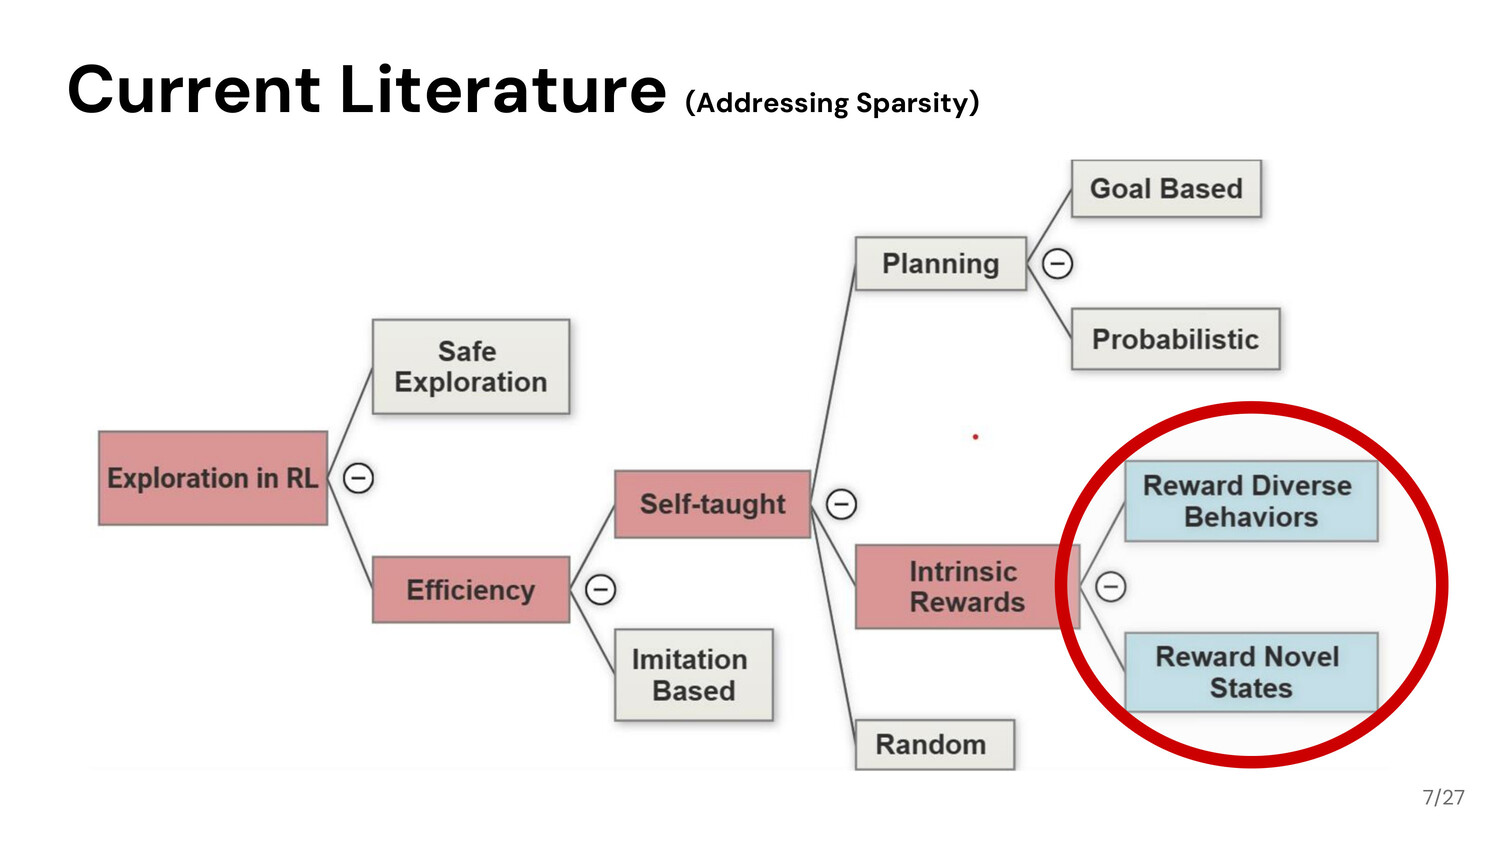 Current Literature (Addressing Sparsity)
Goal Based
Planning
Probabilistic
Safe
Exploration
Exploration in RL
Self-taught
Reward Diverse
Behaviors
Efficiency
Intrinsic
Rewards
Imitation
Based
Reward Novel
States
Random
7/27